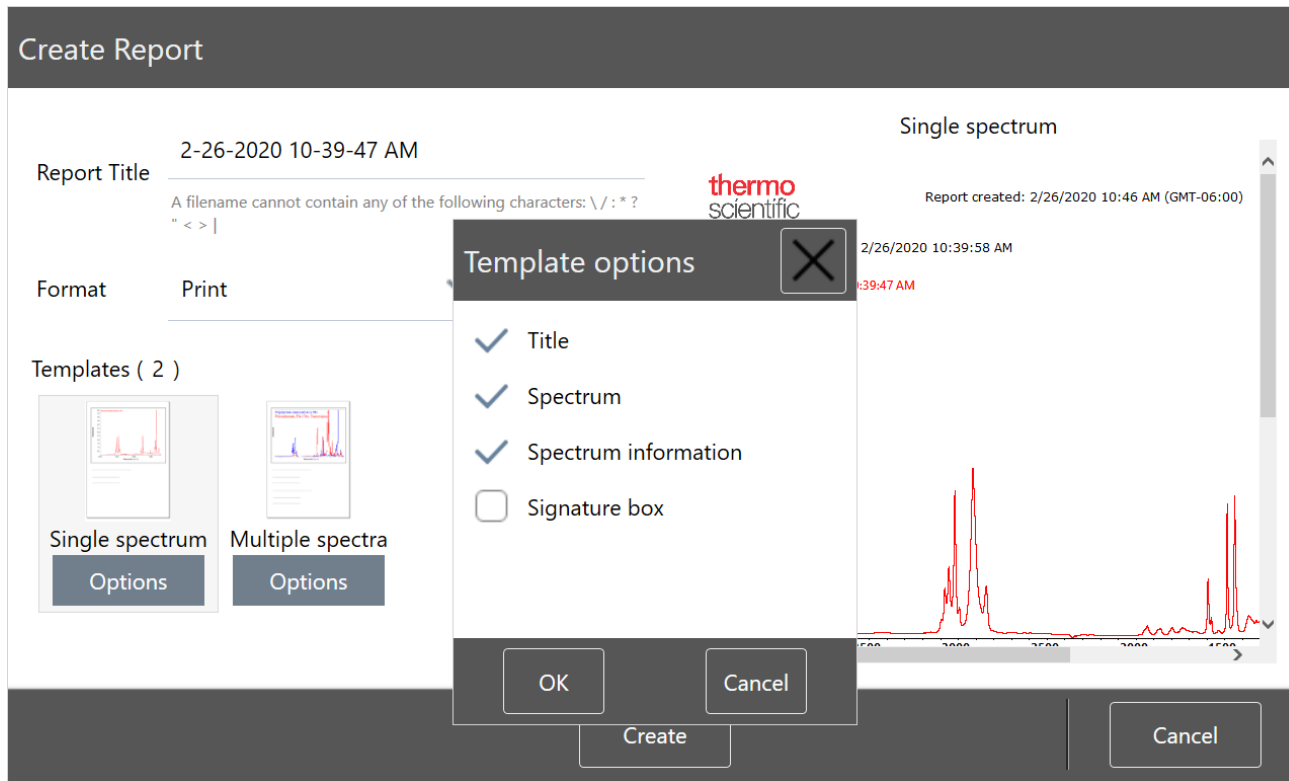 Create Report
Report Title
2-26-2020 10-39-47 AM
A filename cannot contain any of the following characters: \ / : * ?
" < > |
Format
Print
Templates ( 2 )
Single spectrum
Options
Multiple spectra
Options
Single spectrum
thermo
scientific
Report created: 2/26/2020 10:46 AM (GMT-06:00)
2/26/2020 10:39:58 AM
:39:47 AM
Template options
Title
Spectrum
Spectrum information
Signature box
OK
Cancel
Create
Cancel